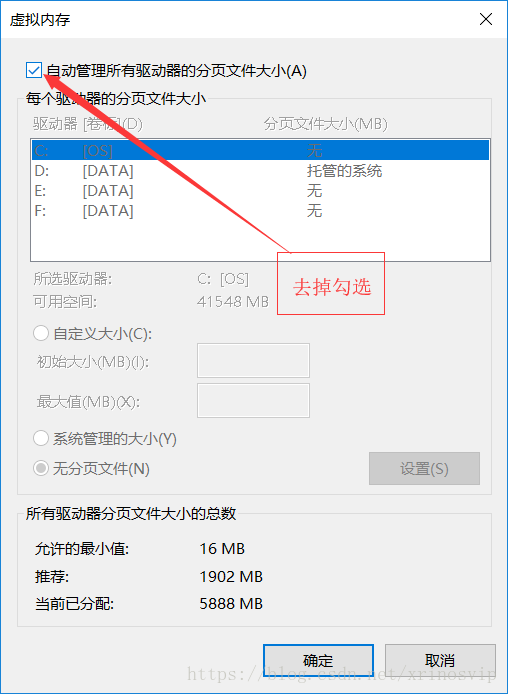 虚拟内存
自动管理所有驱动器的分页文件大小(A)
每个驱动器的分页文件大小
驱动器 [卷标](D) 分页文件大小(MB)
C: [OS] 无
D: [DATA] 托管的系统
E: [DATA] 无
F: [DATA] 无
去掉勾选
所选驱动器: C: [OS]
可用空间: 41548 MB
自定义大小(C):
初始大小(MB)(I):
最大值(MB)(X):
系统管理的大小(Y)
无分页文件(N) 设置(S)
所有驱动器分页文件大小的总数
允许的最小值: 16 MB
推荐: 1902 MB
当前已分配: 5888 MB
确定 取消
https://blog.csdn.net/xrinosvip